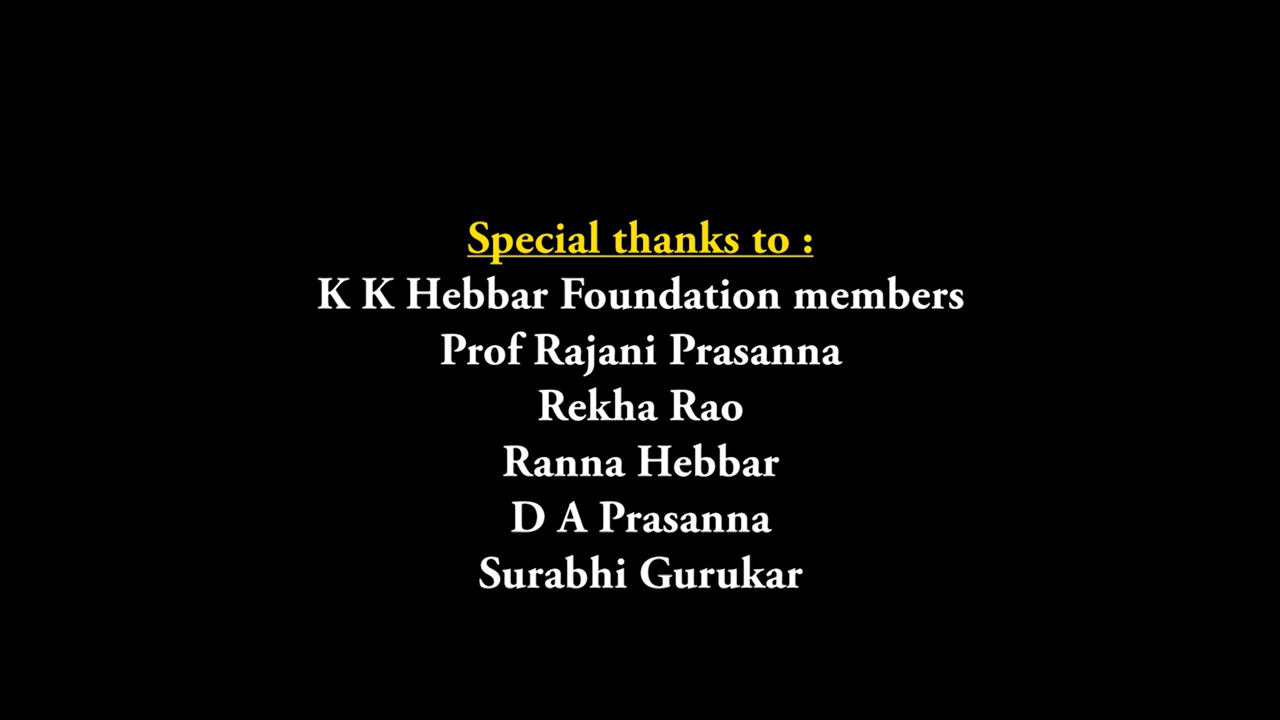 Special thanks to :
K K Hebbar Foundation members
Prof Rajani Prasanna
Rekha Rao
Ranna Hebbar
D A Prasanna
Surabhi Gurukar